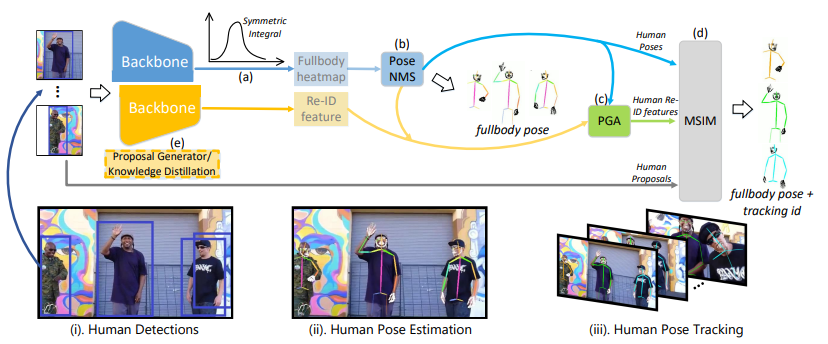 Symmetric
Integral
(a)
Backbone
Backbone
(e)
Proposal Generator/
Knowledge Distillation
Fullbody
heatmap
Re-ID
feature
(b)
Pose
NMS
fullbody pose
(c)
PGA
Human
Poses
Human Re-
ID features
Human
Proposals
(d)
MSIM
fullbody pose +
tracking id
(i). Human Detections
(ii). Human Pose Estimation
(iii). Human Pose Tracking